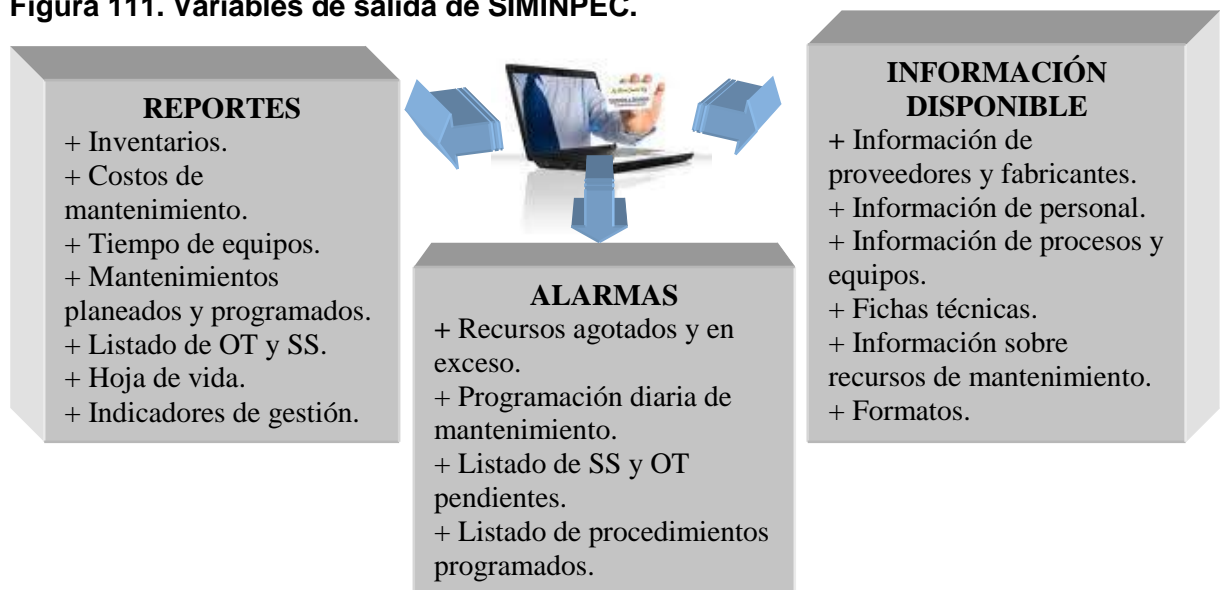 Figura 111. Variables de salida de SIMINPEC.
REPORTES
+ Inventarios.
+ Costos de
mantenimiento.
+ Tiempo de equipos.
+ Mantenimientos
planeados y programados.
+ Listado de OT y SS.
+ Hoja de vida.
+ Indicadores de gestión.
ALARMAS
+ Recursos agotados y en
exceso.
+ Programación diaria de
mantenimiento.
+ Listado de SS y OT
pendientes.
+ Listado de procedimientos
programados.
INFORMACIÓN
DISPONIBLE
+ Información de
proveedores y fabricantes.
+ Información de personal.
+ Información de procesos y
equipos.
+ Fichas técnicas.
+ Información sobre
recursos de mantenimiento.
+ Formatos.